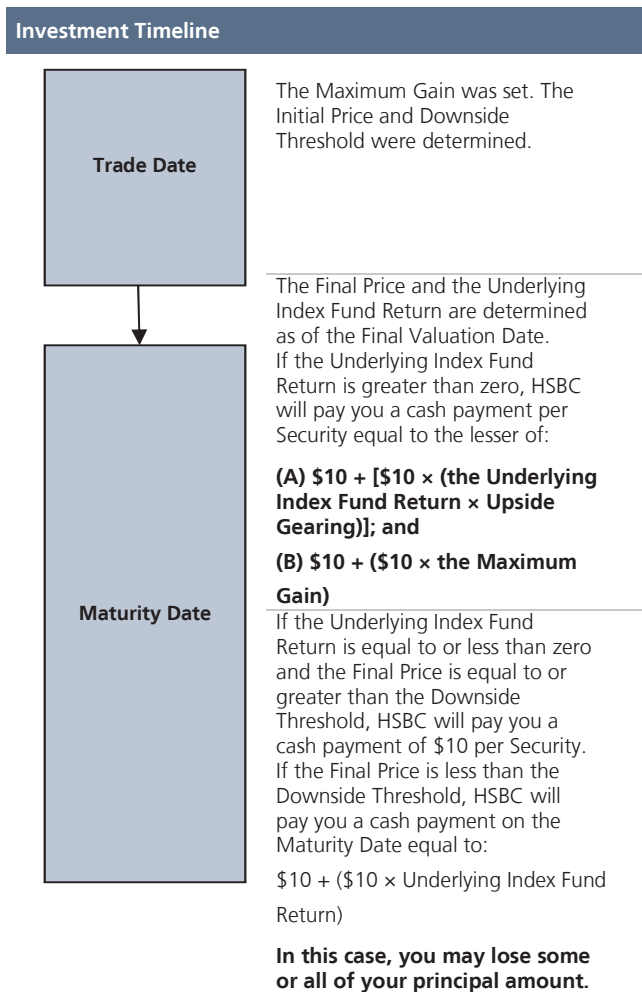 Investment Timeline
Trade Date
The Maximum Gain was set. The
Initial Price and Downside
Threshold were determined.
Maturity Date
The Final Price and the Underlying
Index Fund Return are determined
as of the Final Valuation Date.
If the Underlying Index Fund
Return is greater than zero, HSBC
will pay you a cash payment per
Security equal to the lesser of:
(A) $10 + [$10 × (the Underlying
Index Fund Return × Upside
Gearing)]; and
(B) $10 + ($10 × the Maximum
Gain)
If the Underlying Index Fund
Return is equal to or less than zero
and the Final Price is equal to or
greater than the Downside
Threshold, HSBC will pay you a
cash payment of $10 per Security.
If the Final Price is less than the
Downside Threshold, HSBC will
pay you a cash payment on the
Maturity Date equal to:
$10 + ($10 × Underlying Index Fund
Return)
In this case, you may lose some
or all of your principal amount.